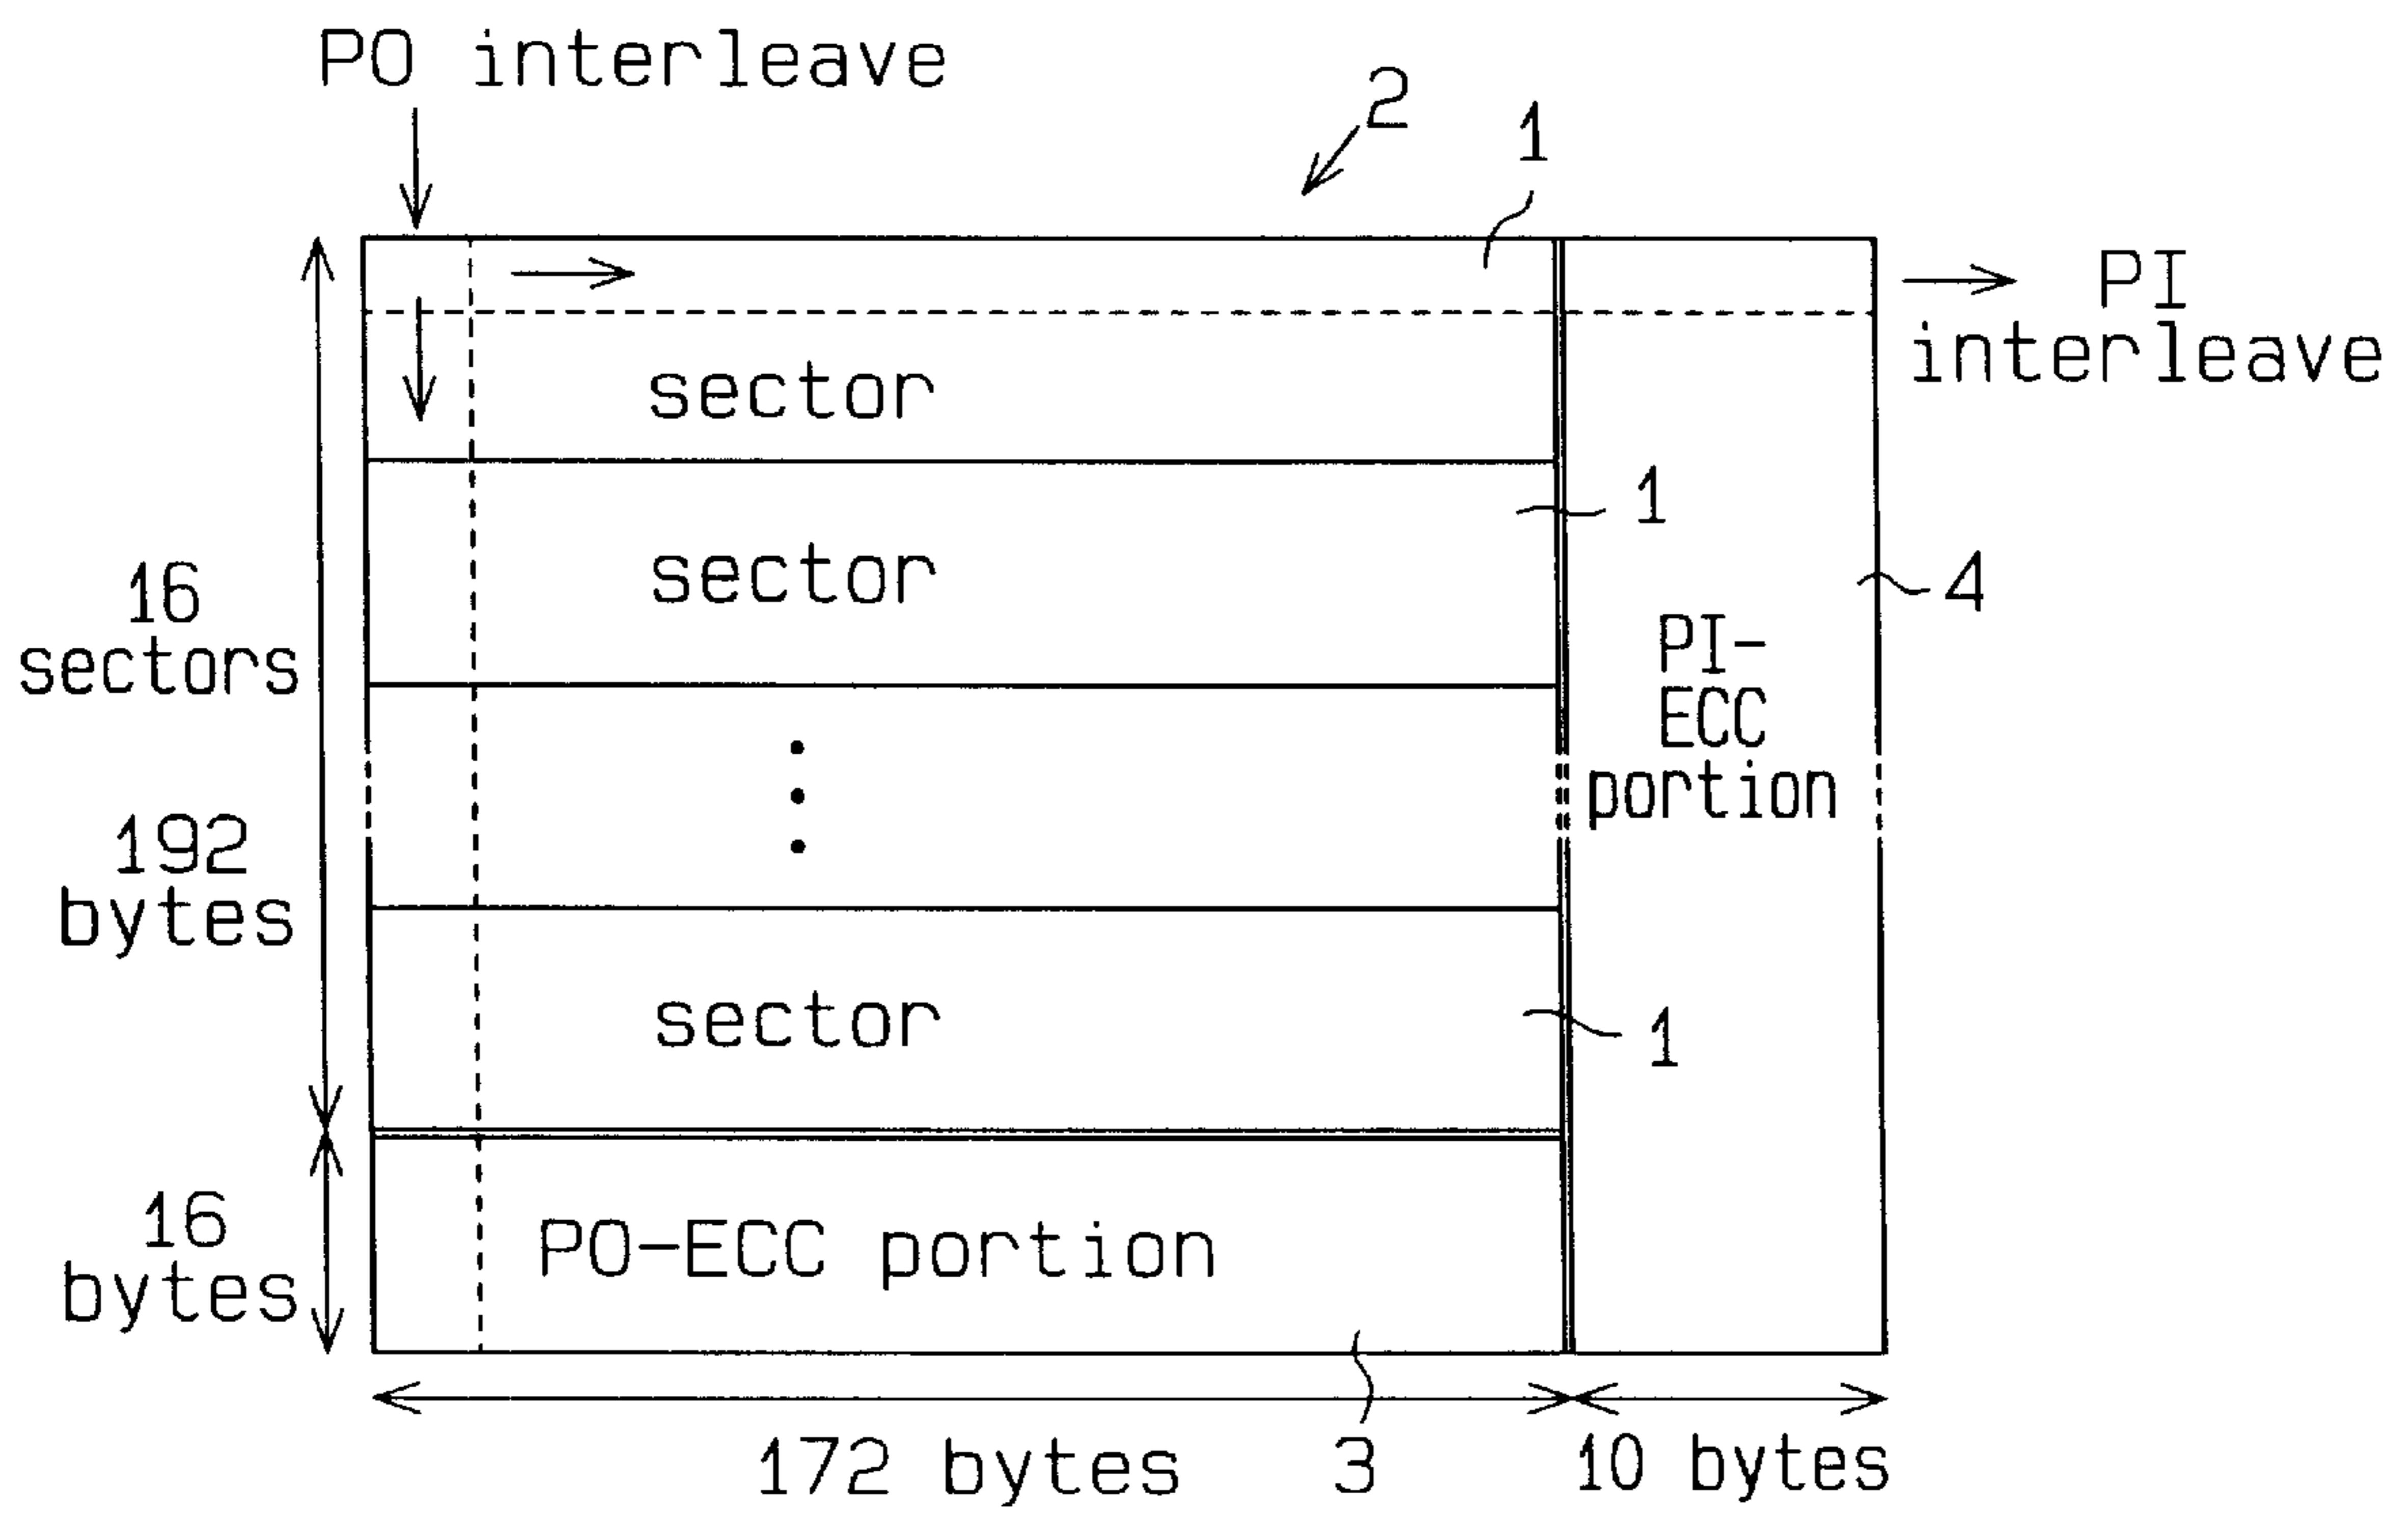 PO interleave
2
1
PI
interleave
sector
1
sector
4
16
sectors
PI-
ECC
portion
192
bytes
sector
1
16
bytes
PO-ECC portion
172 bytes
3
10 bytes